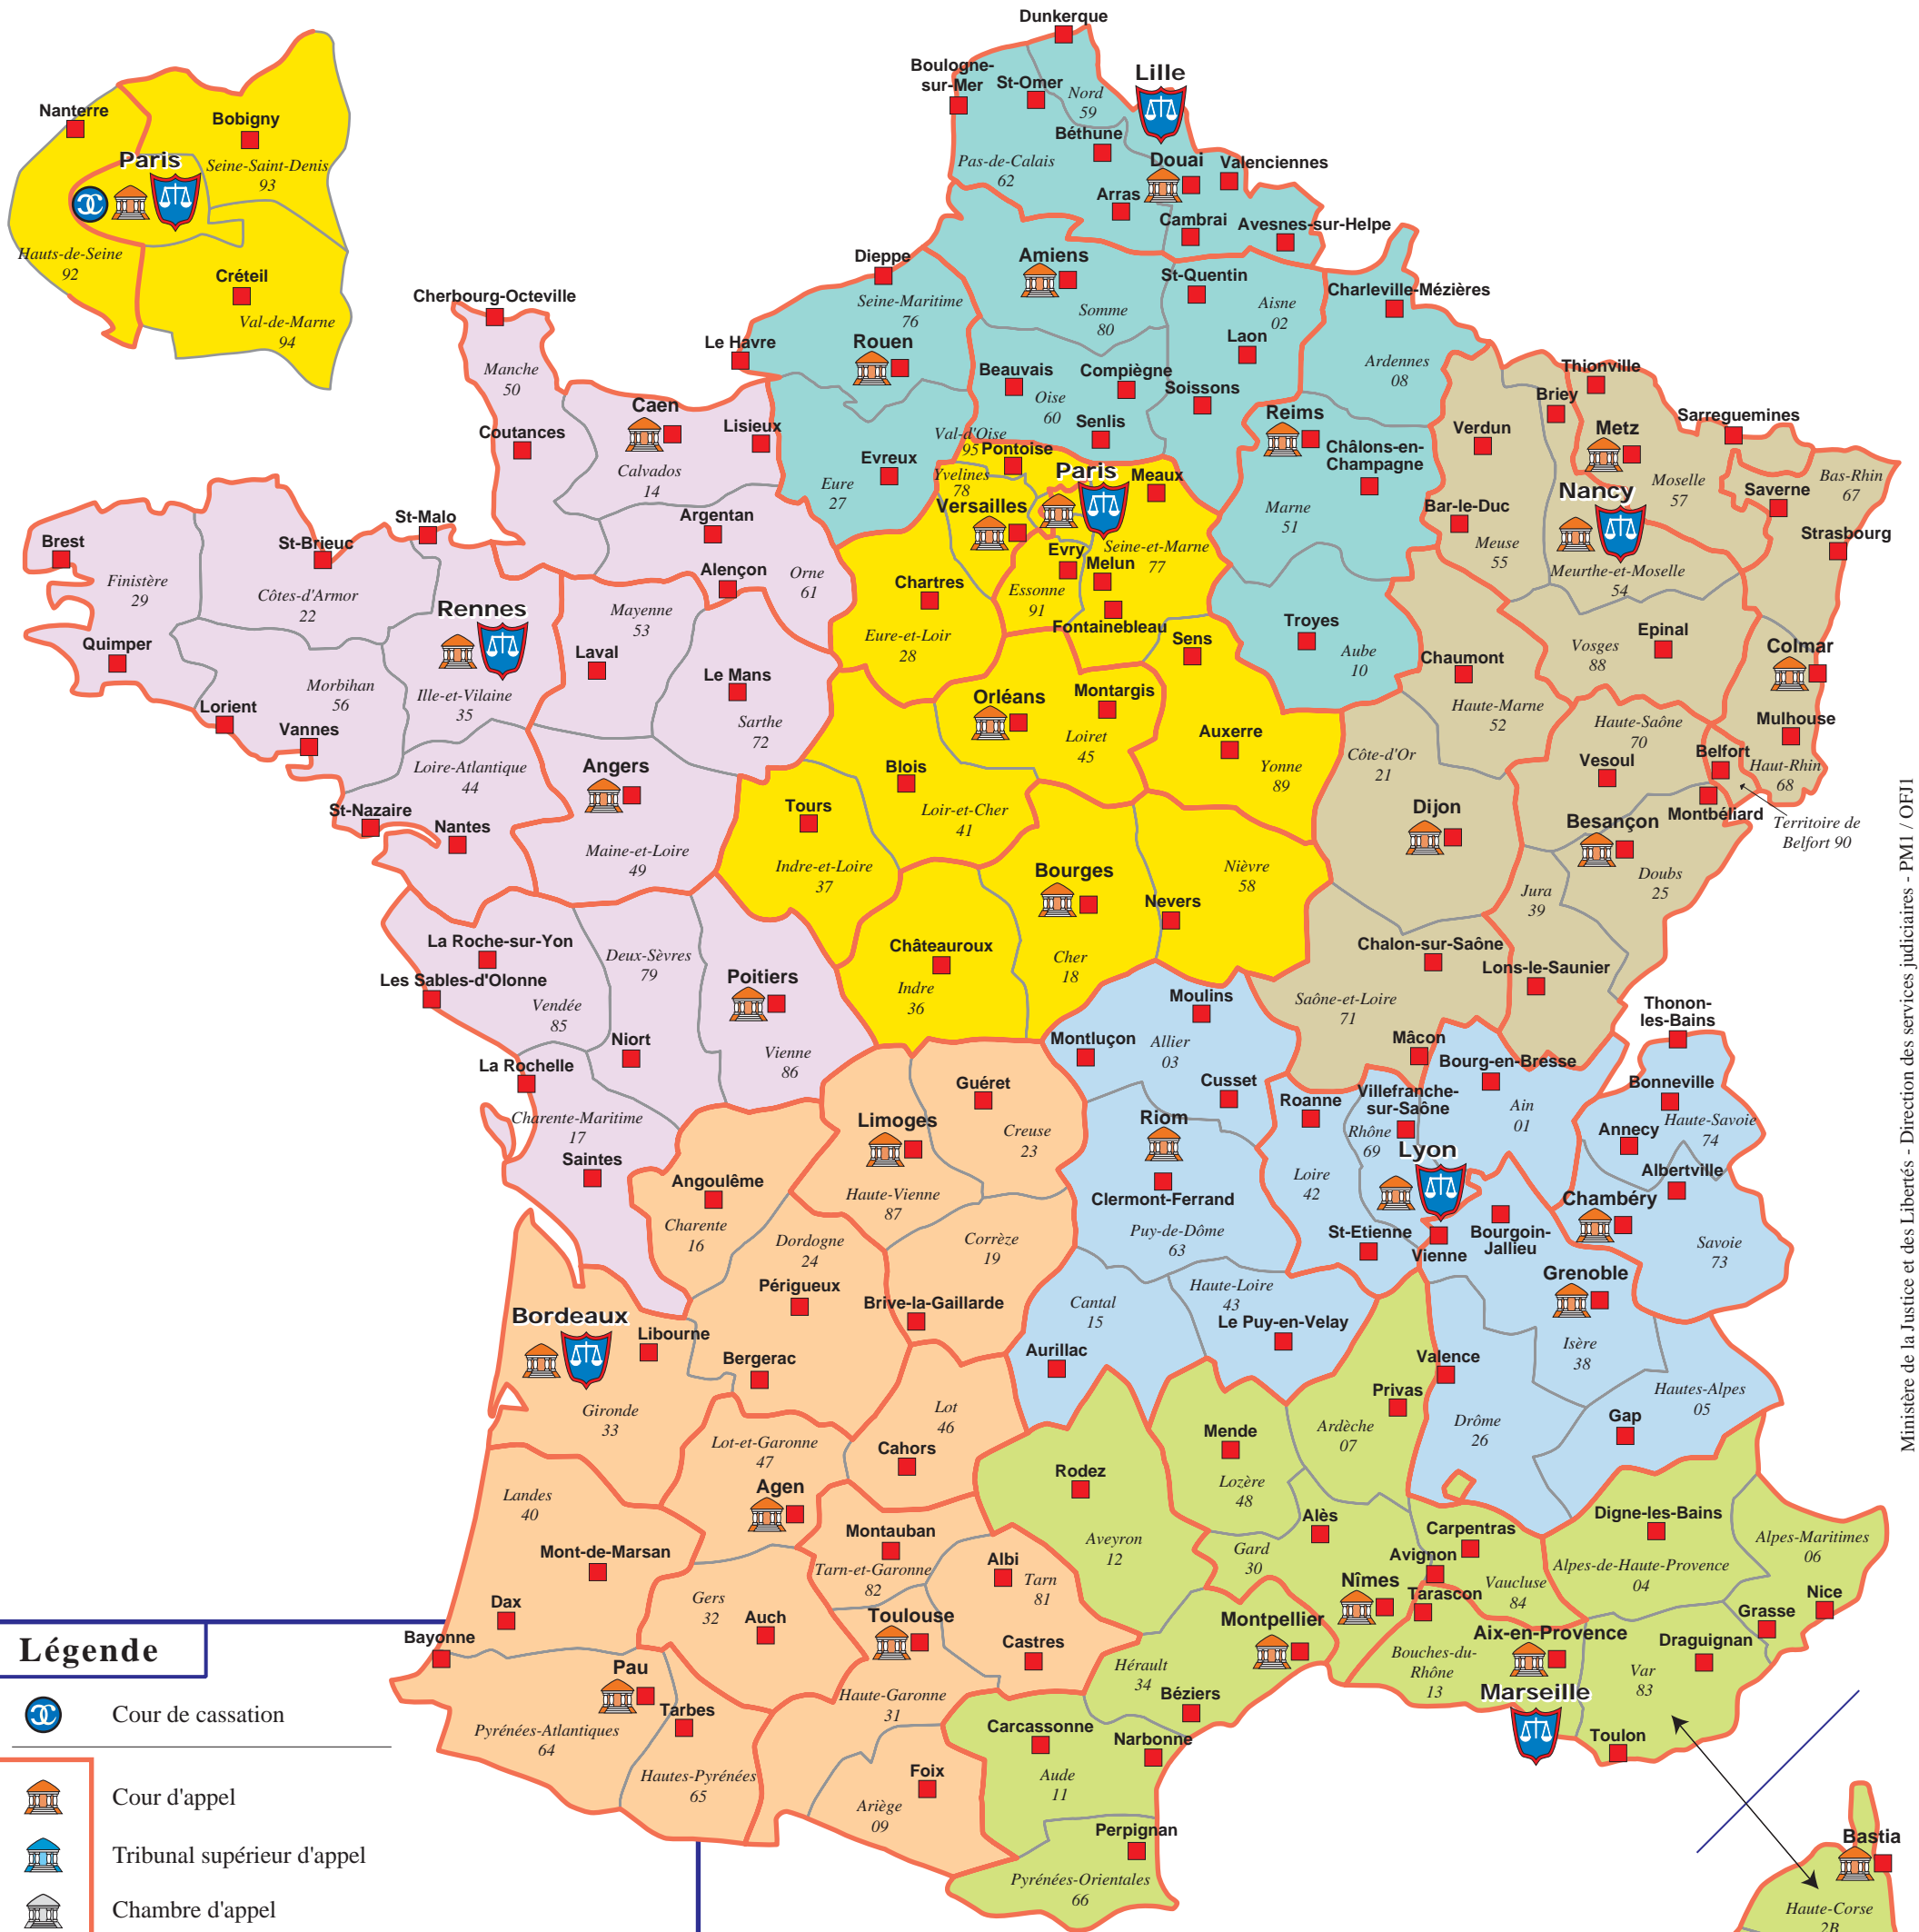 Dunkerque
Boulogne-
sur-Mer
St-Omer
Lille
Nord
59
Béthune
Pas-de-Calais
62
Douai
Valenciennes
Arras
Cambrai
Avesnes-sur-Helpe
Nanterre
Bobigny
Paris
Seine-Saint-Denis
93
Hauts-de-Seine
92
Créteil
Val-de-Marne
94
Dieppe
Amiens
St-Quentin
Charleville-Mézières
Cherbourg-Octeville
Seine-Maritime
76
Somme
80
Aisne
02
Le Havre
Rouen
Laon
Ardennes
08
Manche
50
Beauvais
Compiègne
Oise
60
Soissons
Thionville
Briey
Caen
Lisieux
Senlis
Reims
Sarreguemines
Metz
Verdun
Coutances
Val-d'Oise
95
Pontoise
Châlons-en-
Champagne
Evreux
Calvados
14
Eure
27
Yvelines
78
Paris
Meaux
Versailles
Marne
51
Moselle
57
Bas-Rhin
67
Saverne
Nancy
Bar-le-Duc
Argentan
St-Malo
Brest
St-Brieuc
Strasbourg
Evry
Melun
Seine-et-Marne
77
Meuse
55
Meurthe-et-Moselle
54
Finistère
29
Côtes-d'Armor
22
Alençon
Orne
61
Chartres
Essonne
91
Fontainebleau
Rennes
Mayenne
53
Eure-et-Loir
28
Sens
Troyes
Aube
10
Vosges
88
Epinal
Colmar
Quimper
Laval
Le Mans
Chaumont
Morbihan
56
Ille-et-Vilaine
35
Orléans
Montargis
Haute-Marne
52
Lorient
Vannes
Sarthe
72
Loiret
45
Auxerre
Haute-Saône
70
Mulhouse
Belfort
Haut-Rhin
68
Loire-Atlantique
44
Angers
Blois
Yonne
89
Côte-d'Or
21
Vesoul
St-Nazaire
Nantes
Tours
Loir-et-Cher
41
Dijon
Besançon
Montbéliard
Territoire de
Belfort 90
Maine-et-Loire
49
Indre-et-Loire
37
Bourges
Nièvre
58
Jura
39
Doubs
25
Nevers
La Roche-sur-Yon
Deux-Sèvres
79
Châteauroux
Cher
18
Chalon-sur-Saône
Lons-le-Saunier
Les Sables-d'Olonne
Poitiers
Indre
36
Vendée
85
Moulins
Saône-et-Loire
71
Thonon-
les-Bains
Niort
Vienne
86
Montluçon
Allier
03
Mâcon
Bourg-en-Bresse
La Rochelle
Guéret
Cusset
Roanne
Villefranche-
sur-Saône
Ain
01
Bonneville
Haute-Savoie
74
Charente-Maritime
17
Limoges
Creuse
23
Riom
Rhône
69
Annecy
Lyon
Saintes
Angoulême
Loire
42
Albertville
Haute-Vienne
87
Clermont-Ferrand
Chambéry
Charente
16
Dordogne
24
Corrèze
19
Puy-de-Dôme
63
St-Etienne
Vienne
Bourgoin-
Jallieu
Savoie
73
Périgueux
Brive-la-Gaillarde
Cantal
15
Haute-Loire
43
Grenoble
Bordeaux
Libourne
Le Puy-en-Velay
Isère
38
Bergerac
Aurillac
Valence
Gironde
33
Lot
46
Privas
Hautes-Alpes
05
Lot-et-Garonne
47
Cahors
Mende
Ardèche
07
Drôme
26
Gap
Rodez
Lozère
48
Landes
40
Agen
Montauban
Alès
Carpentras
Digne-les-Bains
Alpes-Maritimes
06
Mont-de-Marsan
Aveyron
12
Gard
30
Avignon
Albi
Tarn-et-Garonne
82
Tarn
81
Nîmes
Tarascon
Vaucluse
84
Alpes-de-Haute-Provence
04
Nice
Dax
Gers
32
Auch
Toulouse
Montpellier
Grasse
Aix-en-Provence
Draguignan
Bayonne
Castres
Bouches-du-
Rhône
13
Var
83
Pau
Hérault
34
Béziers
Marseille
Haute-Garonne
31
Tarbes
Pyrénées-Atlantiques
64
Carcassonne
Narbonne
Toulon
Foix
Hautes-Pyrénées
65
Ariège
09
Aude
11
Perpignan
Pyrénées-Orientales
66
Bastia
Haute-Corse
2B
Légende
Cour de cassation
Cour d'appel
Tribunal supérieur d'appel
Chambre d'appel
Ministère de la Justice et des Libertés - Direction des services judiciaires - PM1 / OFJ1